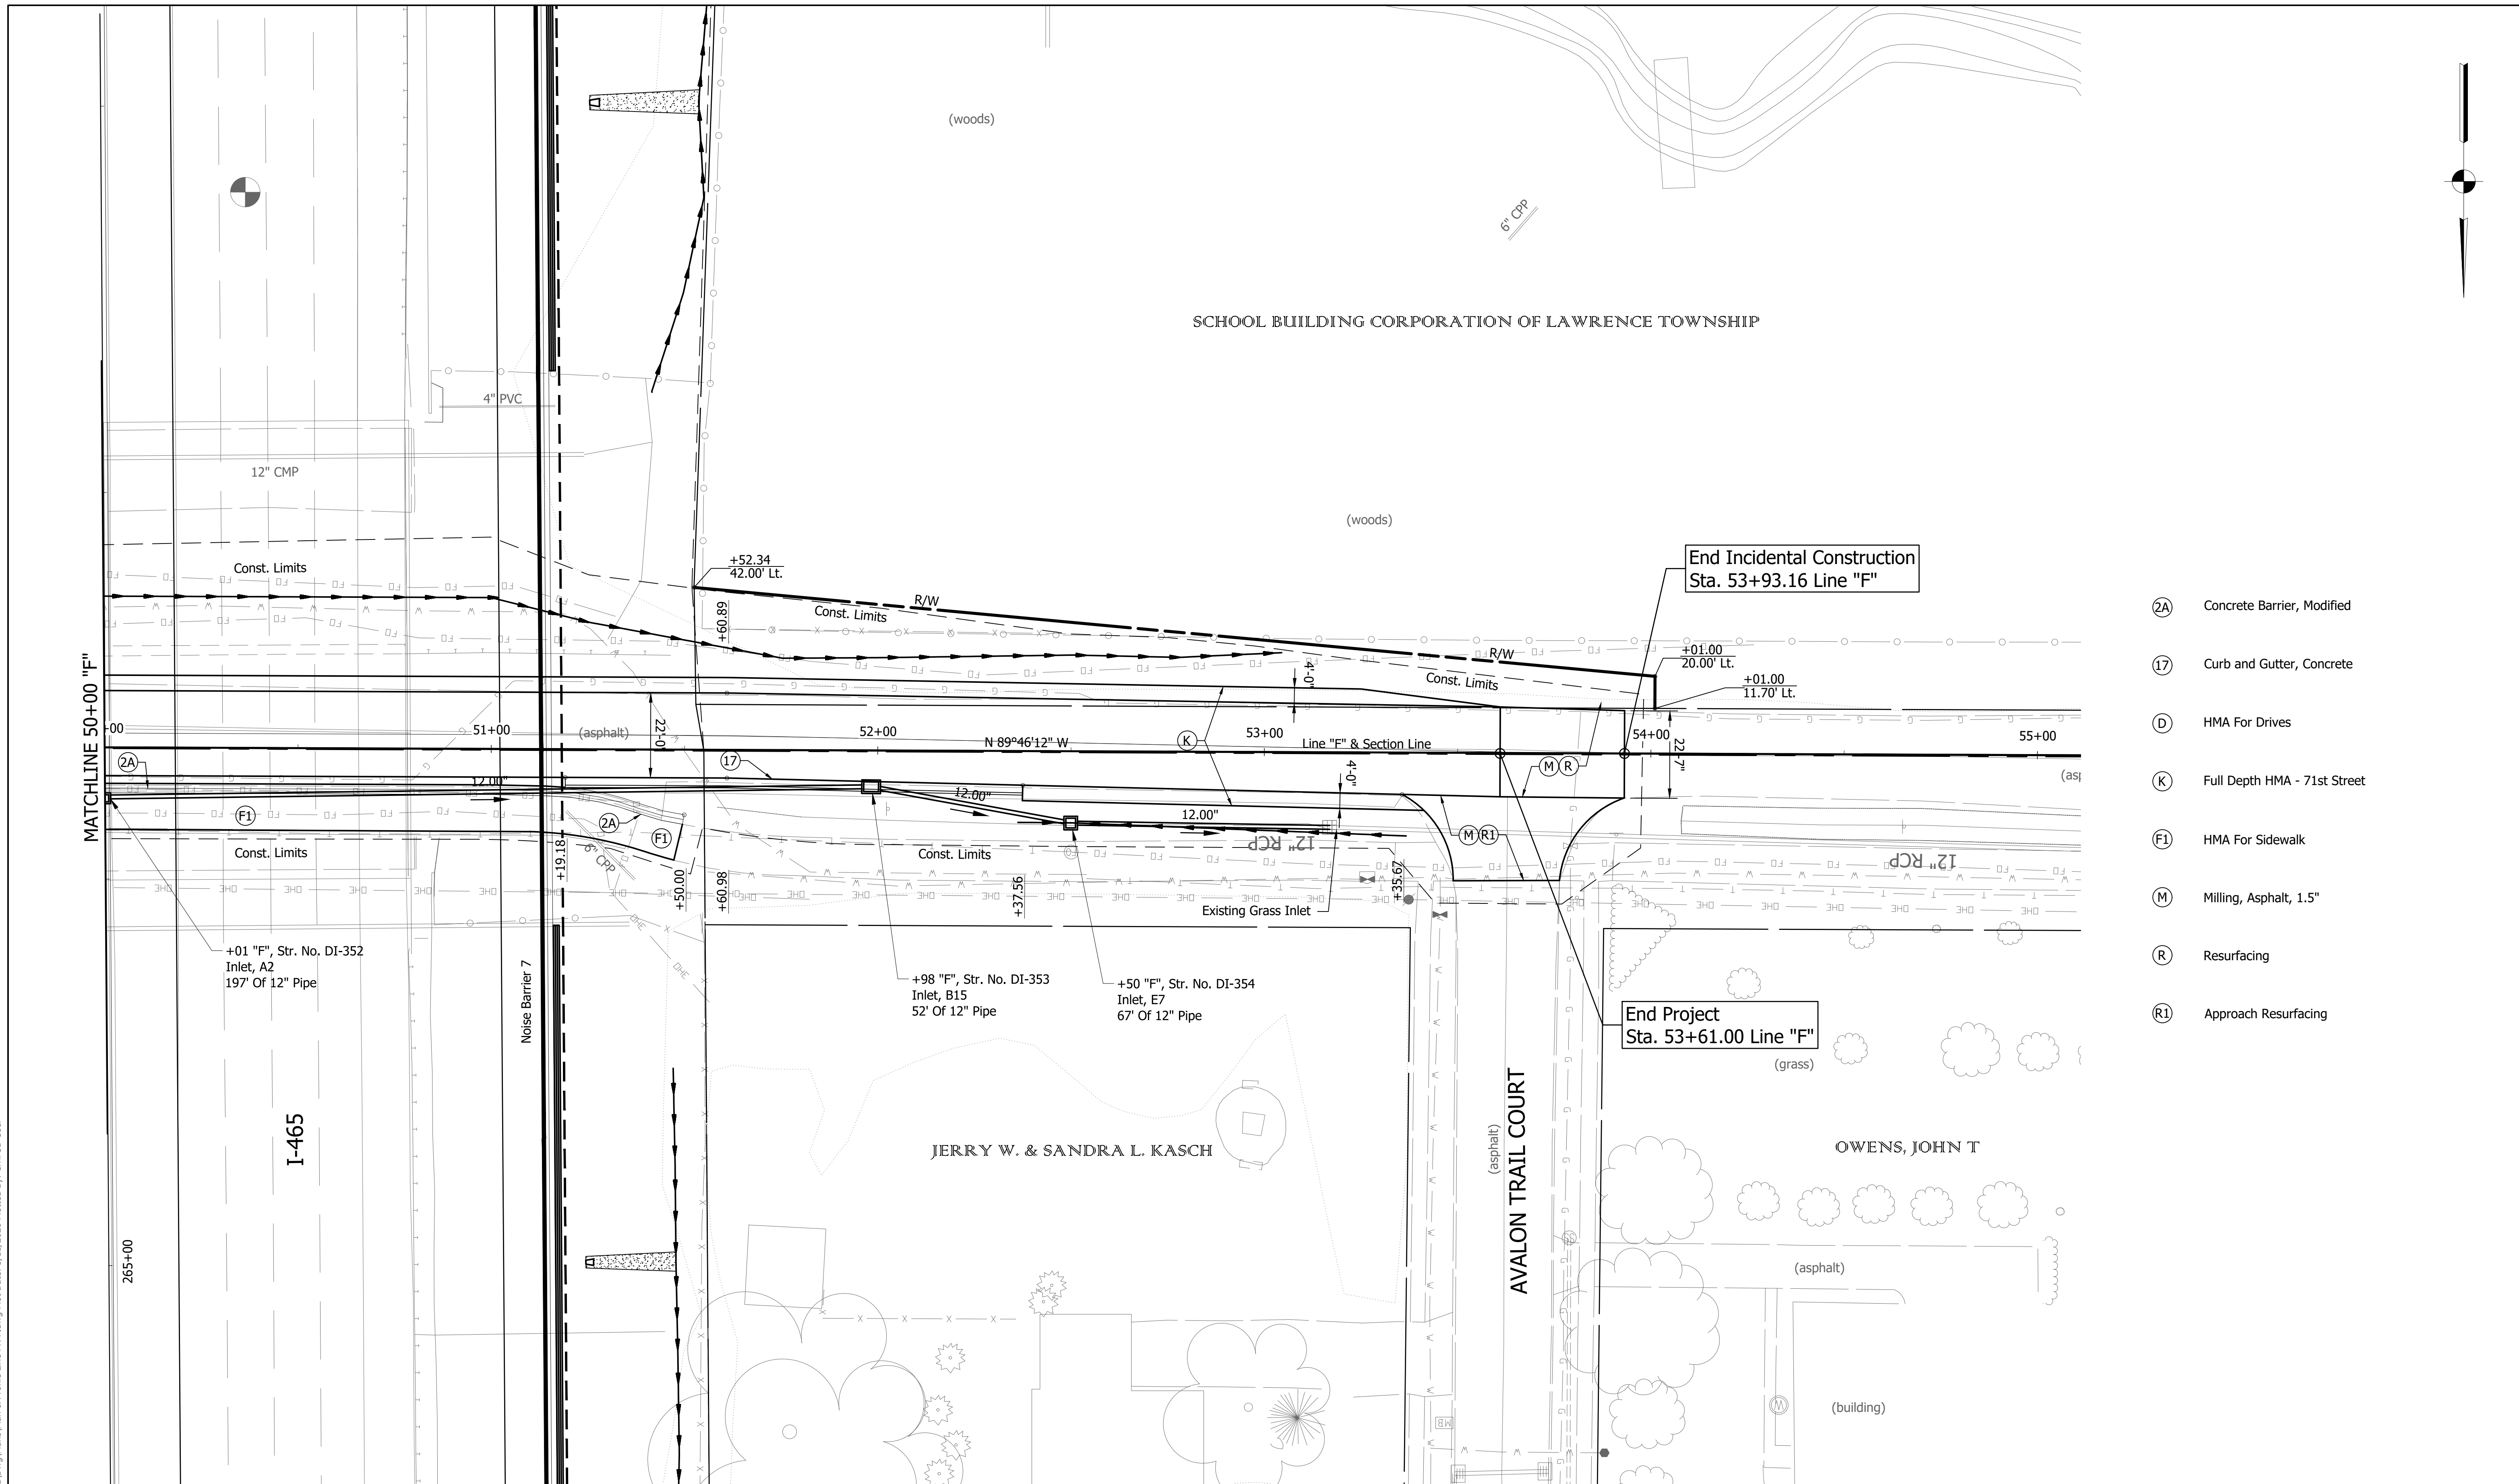 (woods)
6" CPP
SCHOOL BUILDING CORPORATION OF LAWRENCE TOWNSHIP
4" PVC
12" CMP
(woods)
End Incidental Construction
Sta. 53+93.16 Line "F"
Const. Limits
+52.34
42.00' Lt.
R/W
Const. Limits
+60.89
R/W
+01.00
20.00' Lt.
+01.00
11.70' Lt.
Const. Limits
4'-0"
MATCHLINE 50+00 "F"
+00
51+00
(asphalt)
22'-0"
52+00
N 89°46'12" W
K
53+00
Line "F" & Section Line
54+00
22'-7"
55+00
(asp
2A
17
12.00"
12.00"
12.00"
4'-0"
M
R
F1
2A
F1
M
R1
12" RCP
12" RCP
Const. Limits
Const. Limits
+19.18
6" CPP
+50.00
+60.98
+37.56
+35.67
Existing Grass Inlet
+01 "F", Str. No. DI-352
Inlet, A2
197' Of 12" Pipe
Noise Barrier 7
+98 "F", Str. No. DI-353
Inlet, B15
52' Of 12" Pipe
+50 "F", Str. No. DI-354
Inlet, E7
67' Of 12" Pipe
End Project
Sta. 53+61.00 Line "F"
(grass)
I-465
265+00
JERRY W. & SANDRA L. KASCH
(asphalt)
AVALON TRAIL COURT
OWENS, JOHN T
(asphalt)
(building)
MB
2A Concrete Barrier, Modified
17 Curb and Gutter, Concrete
D HMA For Drives
K Full Depth HMA - 71st Street
F1 HMA For Sidewalk
M Milling, Asphalt, 1.5"
R Resurfacing
R1 Approach Resurfacing